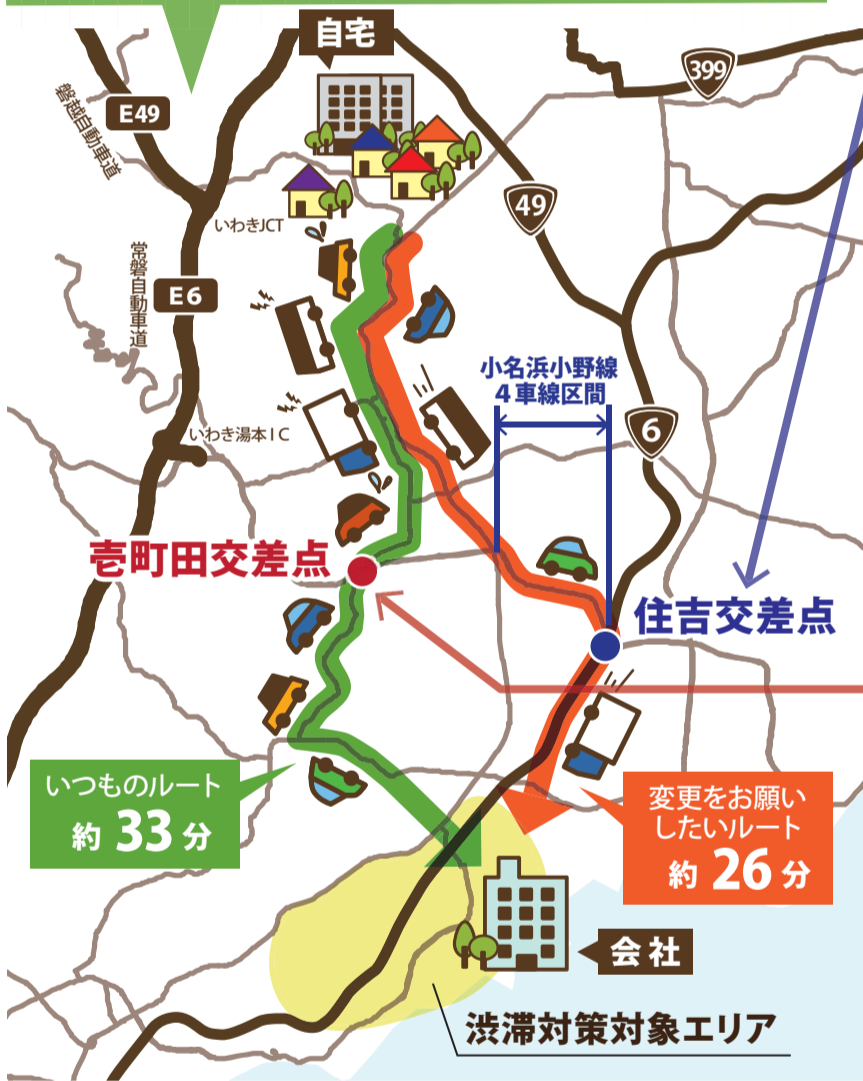 自宅
399
E49
磐越自動車道
49
いわきJCT
常磐自動車道
E6
小名浜小野線
4車線区間
6
いわき湯本IC
壱町田交差点
住吉交差点
いつものルート
約 33 分
変更をお願い
したいルート
約 26 分
会社
渋滞対策対象エリア